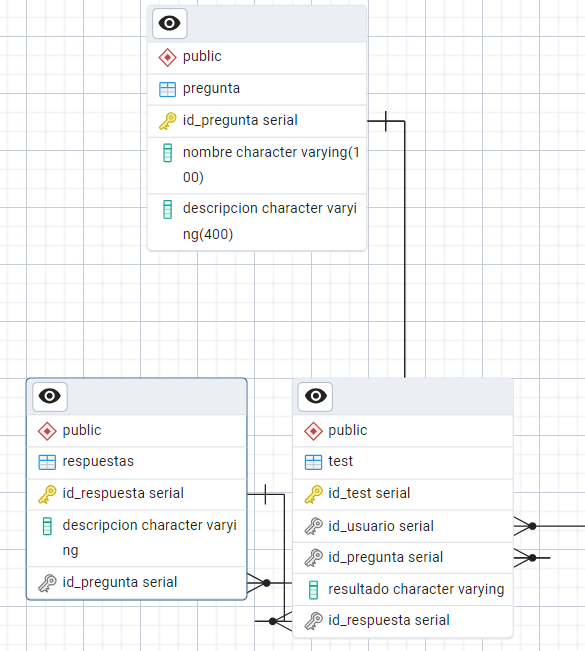 public
pregunta
id_pregunta serial
nombre character varying(1
00)
descripcion character varyi
ng(400)
public
respuestas
id_respuesta serial
descripcion character varyi
ng
id_pregunta serial
public
test
id_test serial
id_usuario serial
id_pregunta serial
resultado character varying
id_respuesta serial